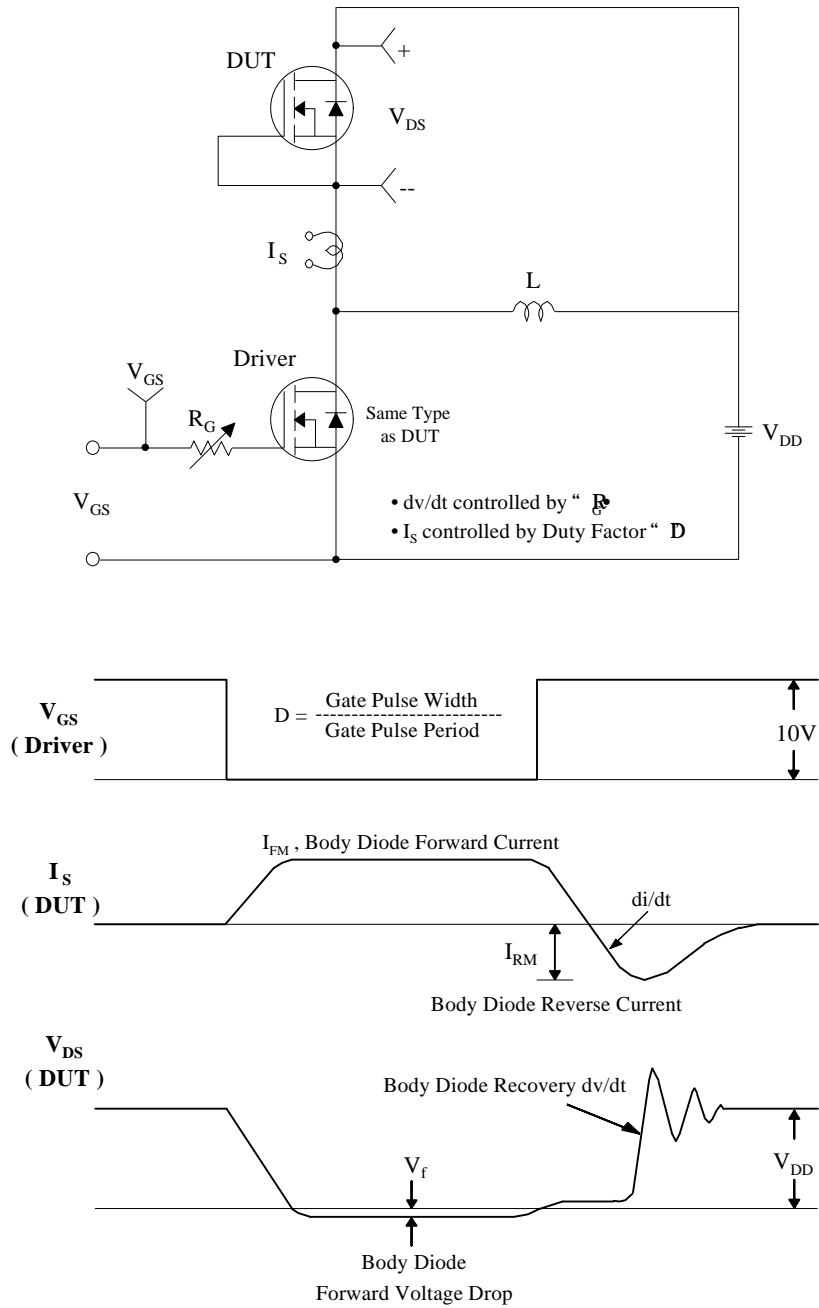 DUT
+
V_DS
--
I_S
L
Driver
V_GS
R_G
Same Type
as DUT
V_DD
V_GS
• dv/dt controlled by “
• I_S controlled by Duty Factor “ D
V_GS
( Driver )
D = Gate Pulse Width
Gate Pulse Period
10V
I_FM , Body Diode Forward Current
I_S
( DUT )
di/dt
I_RM
Body Diode Reverse Current
V_DS
( DUT )
Body Diode Recovery dv/dt
V_f
V_DD
Body Diode
Forward Voltage Drop